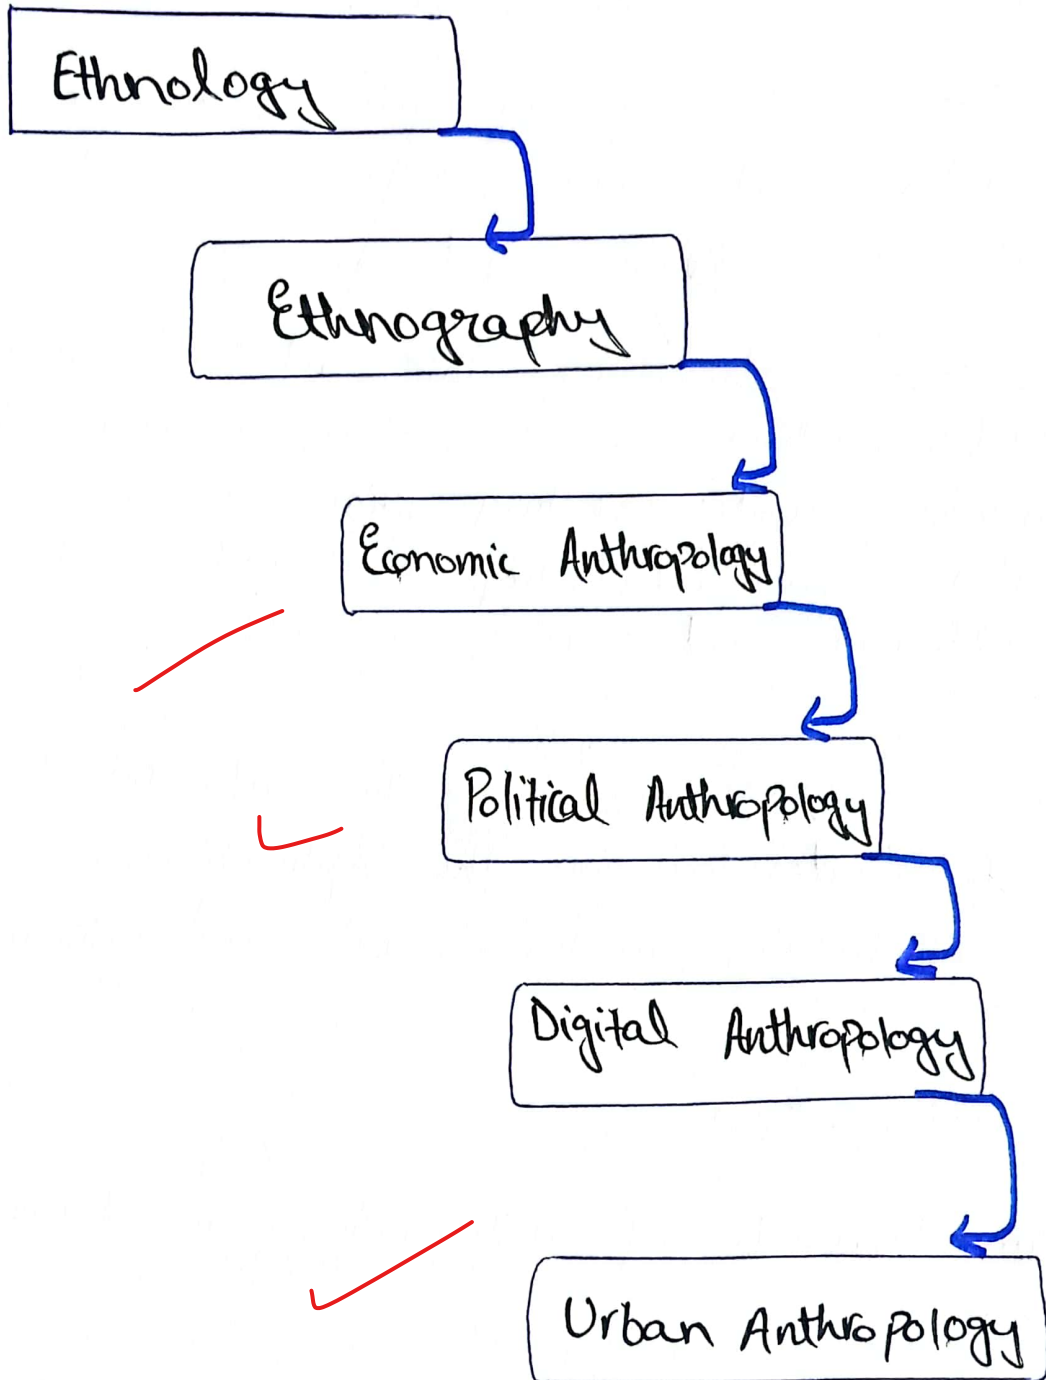 Ethnology
Ethnography
Economic Anthropology
Political Anthropology
Digital Anthropology
Urban Anthropology